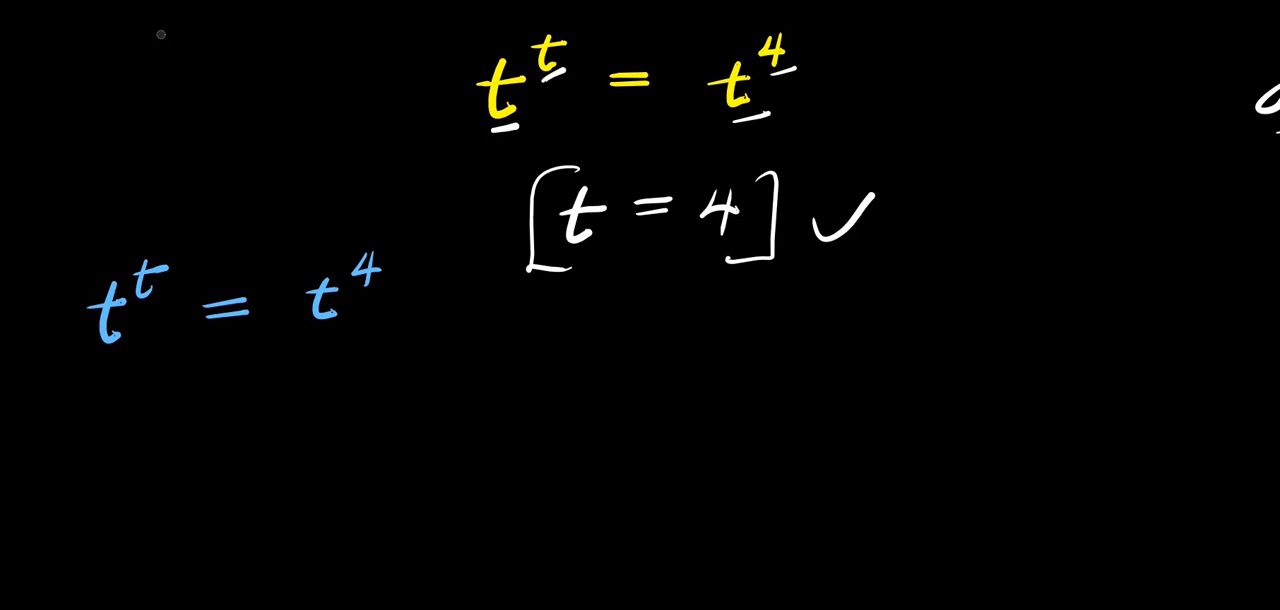 t^t = t^4
[t = 4] ✓
t^t = t^4